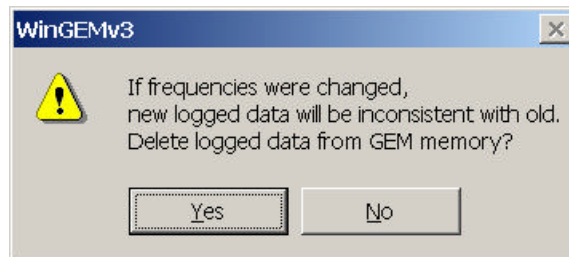 WinGEMv3
If frequencies were changed,
new logged data will be inconsistent with old.
Delete logged data from GEM memory?
Yes No